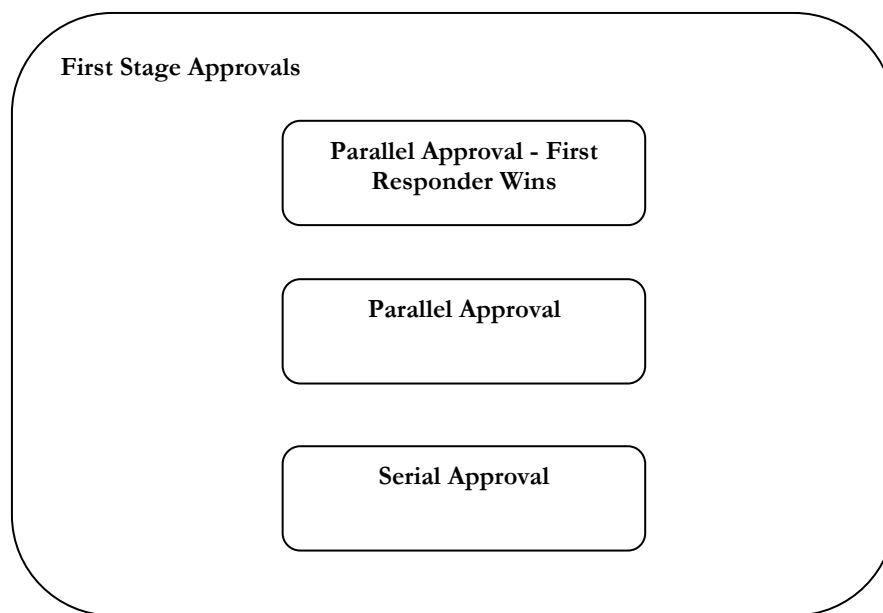 First Stage Approvals
Parallel Approval - First
Responder Wins
Parallel Approval
Serial Approval